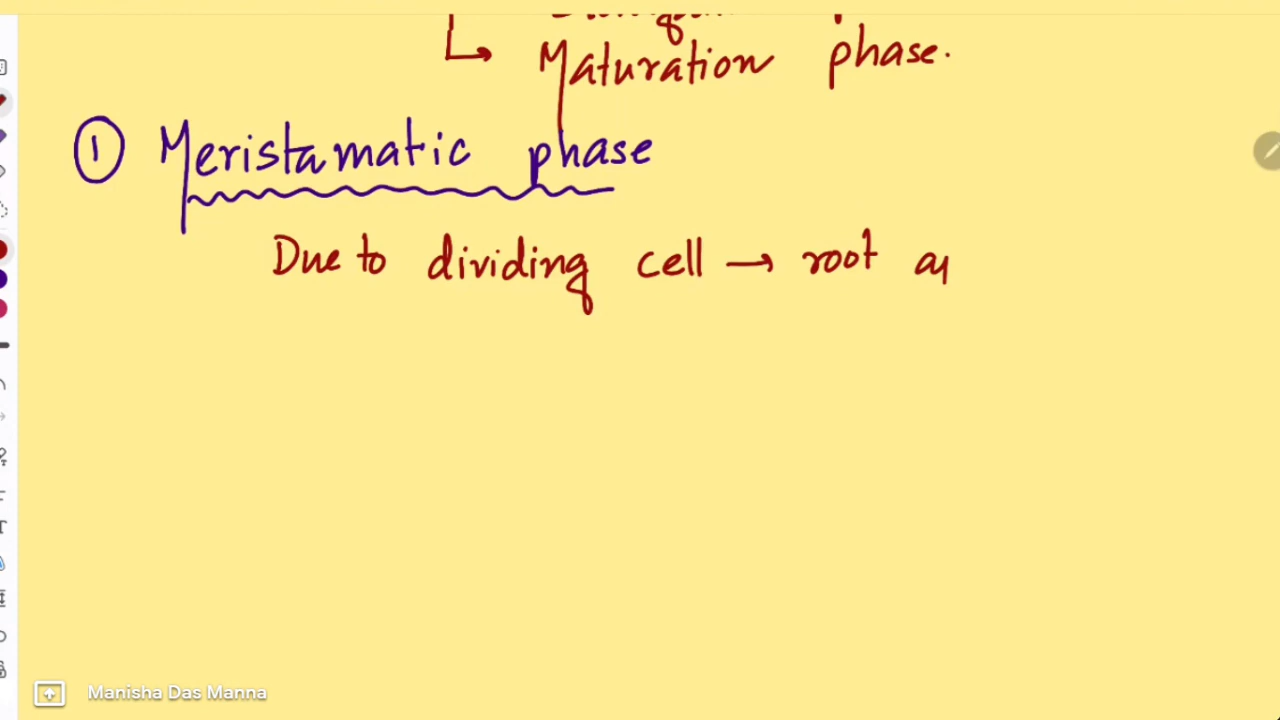 Maturation phase.
① Meristamatic phase
Due to dividing cell → root
Manisha Das Manna